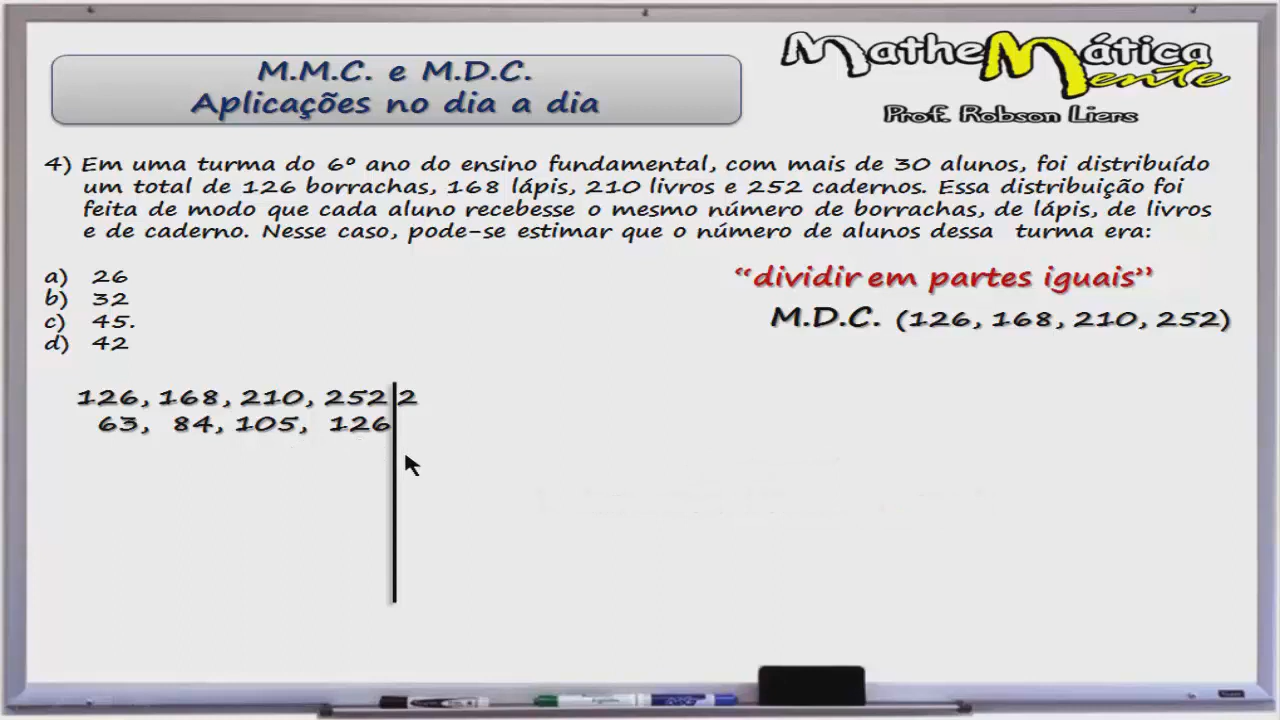 M.M.C. e M.D.C.
Aplicações no dia a dia
MatheMática
mente
Prof. Robson Liers
4) Em uma turma do 6º ano do ensino fundamental, com mais de 30 alunos, foi distribuído
um total de 126 borrachas, 168 lápis, 210 livros e 252 cadernos. Essa distribuição foi
feita de modo que cada aluno recebesse o mesmo número de borrachas, de lápis, de livros
e de caderno. Nesse caso, pode-se estimar que o número de alunos dessa turma era:
a) 26
b) 32
c) 45.
d) 42
“dividir em partes iguais”
M.D.C. (126, 168, 210, 252)
126, 168, 210, 252 2
63, 84, 105, 126